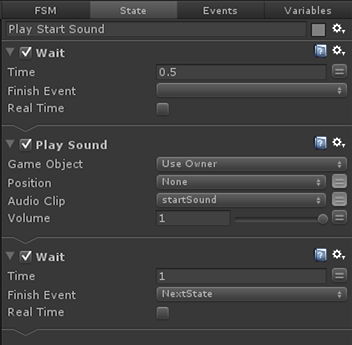 FSM State Events Variables
Play Start Sound
Wait
Time 0.5
Finish Event
Real Time
Play Sound
Game Object Use Owner
Position None
Audio Clip startSound
Volume 1
Wait
Time 1
Finish Event NextState
Real Time